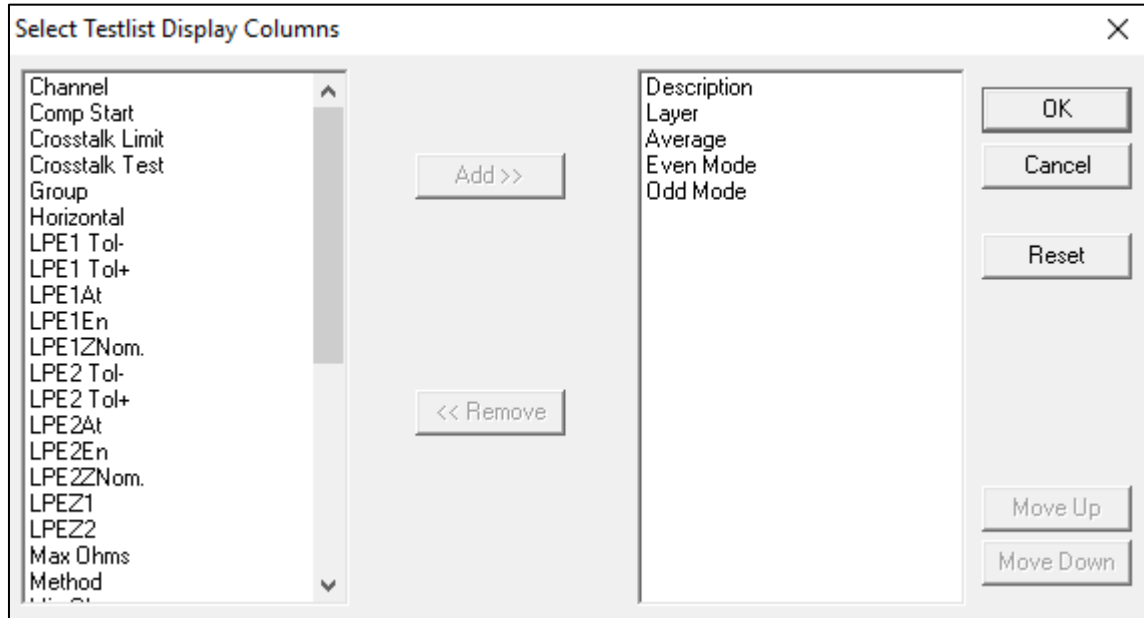 Select Testlist Display Columns
Channel
Comp Start
Crosstalk Limit
Crosstalk Test
Group
Horizontal
LPE1 Tol-
LPE1 Tol+
LPE1At
LPE1En
LPE1ZNom.
LPE2 Tol-
LPE2 Tol+
LPE2At
LPE2En
LPE2ZNom.
LPEZ1
LPEZ2
Max Ohms
Method
Add >>
<< Remove
Description
Layer
Average
Even Mode
Odd Mode
OK
Cancel
Reset
Move Up
Move Down